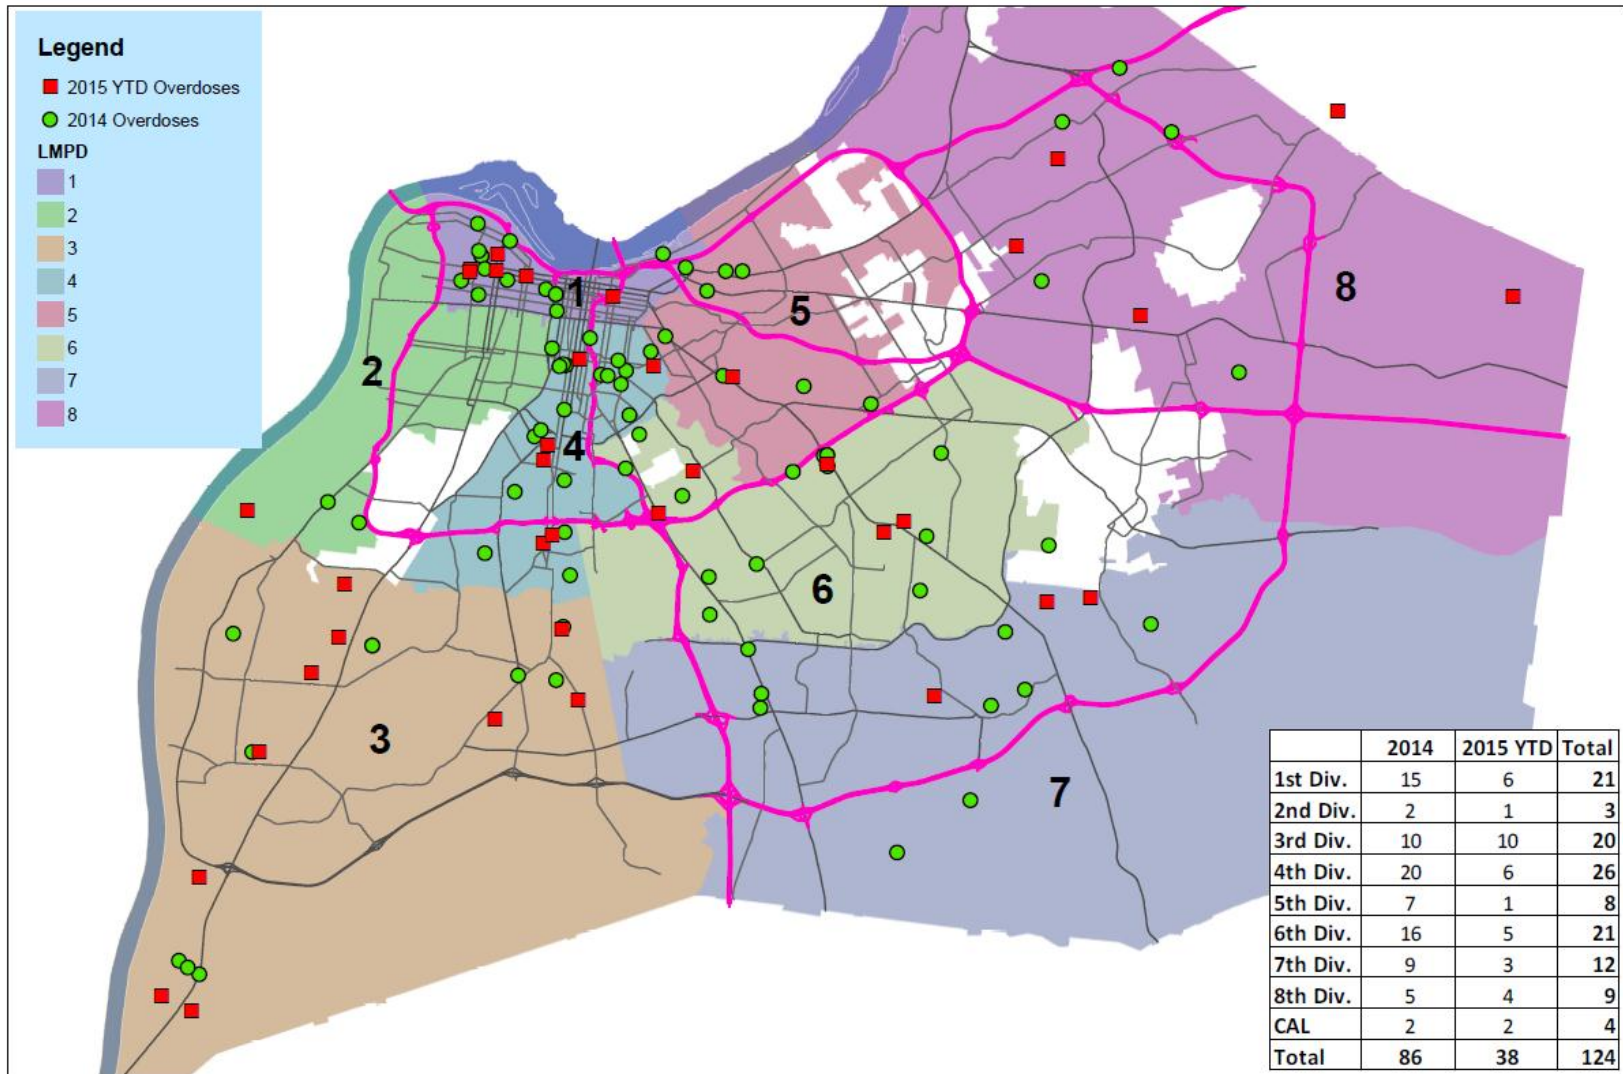 Legend
2015 YTD Overdoses
2014 Overdoses
LMPD
1
2
3
4
5
6
7
8
1
2
3
4
5
6
7
8
2014 2015 YTD Total
1st Div. 15 6 21
2nd Div. 2 1 3
3rd Div. 10 10 20
4th Div. 20 6 26
5th Div. 7 1 8
6th Div. 16 5 21
7th Div. 9 3 12
8th Div. 5 4 9
CAL 2 2 4
Total 86 38 124